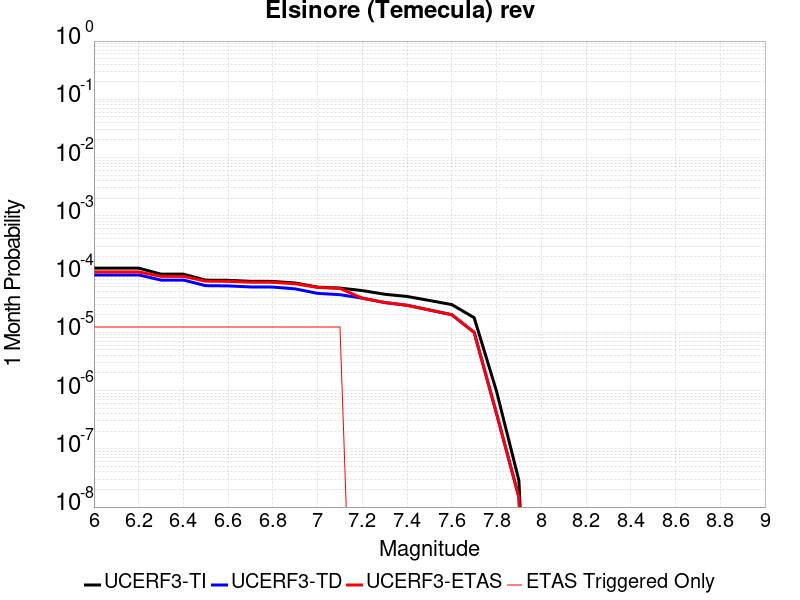 Elsinore (Temecula) rev
10^0
10^-1
10^-2
10^-3
10^-4
10^-5
10^-6
10^-7
10^-8
1 Month Probability
6 6.2 6.4 6.6 6.8 7 7.2 7.4 7.6 7.8 8 8.2 8.4 8.6 8.8 9
Magnitude
UCERF3-TI UCERF3-TD UCERF3-ETAS ETAS Triggered Only